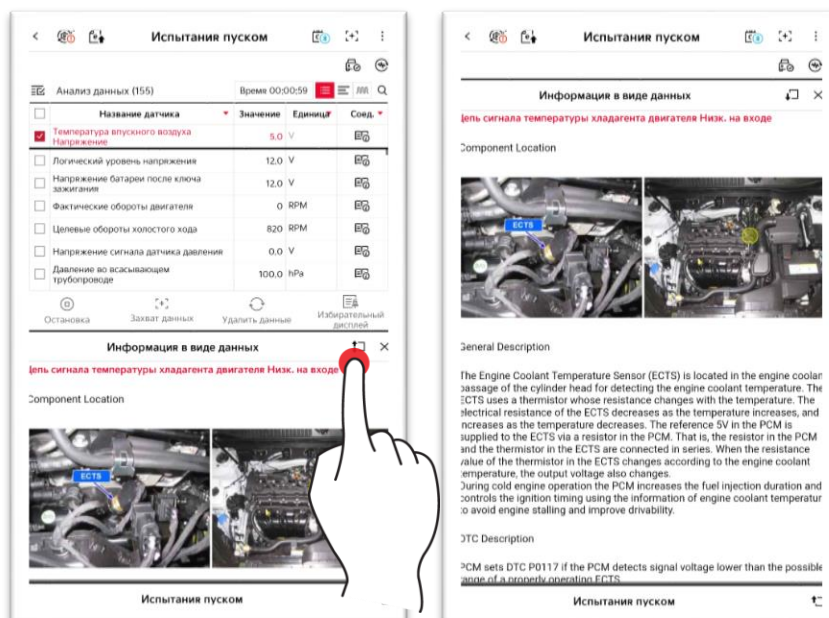 Испытания пуском
Анализ данных (155)
Время 00:00:59
Название датчика Значение Единица Соед.
Температура впускного воздуха
Напряжение
5.0 V
Логический уровень напряжения 12.0 V
Напряжение батареи после ключа
зажигания
12.0 V
Фактические обороты двигателя 0 RPM
Целевые обороты холостого хода 820 RPM
Напряжение сигнала датчика давления 0.0 V
Давление во всасывающем
трубопроводе
100.0 hPa
Остановка
Захват данных
Удалить данные
Избирательный
дисплей
Информация в виде данных
Цепь сигнала температуры хладагента двигателя Низк. на входе
Component Location
ECTS
Испытания пуском
Испытания пуском
Информация в виде данных
Цепь сигнала температуры хладагента двигателя Низк. на входе
Component Location
ECTS
General Description
The Engine Coolant Temperature Sensor (ECTS) is located in the engine coolan
passage of the cylinder head for detecting the engine coolant temperature. The
ECTS uses a thermistor whose resistance changes with the temperature. The
electrical resistance of the ECTS decreases as the temperature increases, and
increases as the temperature decreases. The reference 5V in the PCM is
supplied to the ECTS via a resistor in the PCM. That is, the resistor in the PCM
and the thermistor in the ECTS are connected in series. When the resistance
value of the thermistor in the ECTS changes according to the engine coolant
temperature, the output voltage also changes.
During cold engine operation the PCM increases the fuel injection duration and
controls the ignition timing using the information of engine coolant temperatur
to avoid engine stalling and improve drivability.
DTC Description
PCM sets DTC P0117 if the PCM detects signal voltage lower than the possible
range of a properly operating ECTS
Испытания пуском